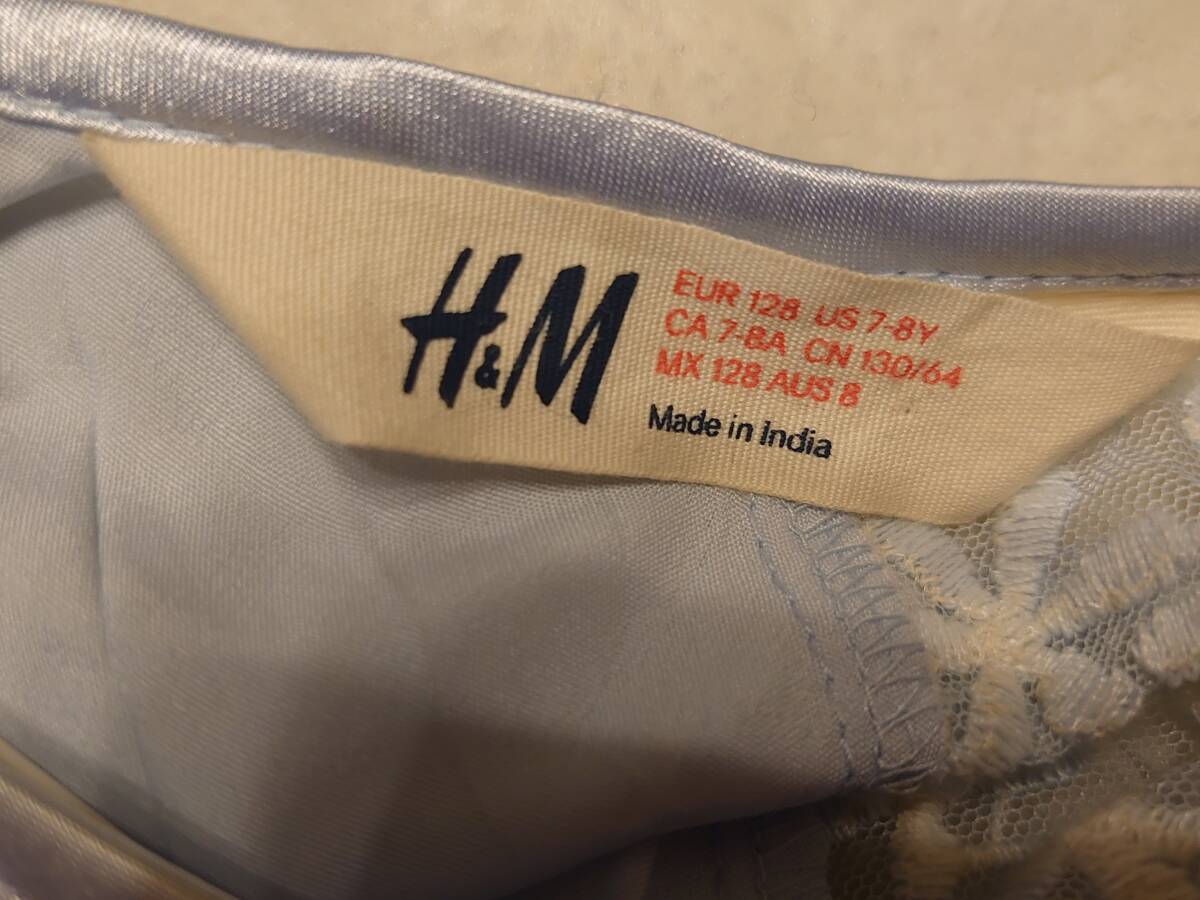 H&M
EUR 128 US 7-8Y
CA 7-8A CN 130/64
MX 128 AUS 8
Made in India